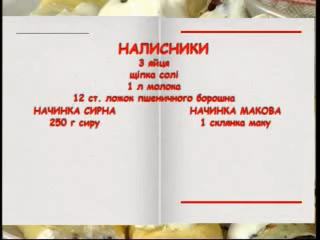 НАЛИСНИКИ
3 яйця
щіпка солі
1 л молока
12 ст. ложок пшеничного борошна
НАЧИНКА СИРНА
250 г сиру
НАЧИНКА МАКОВА
1 склянка маку